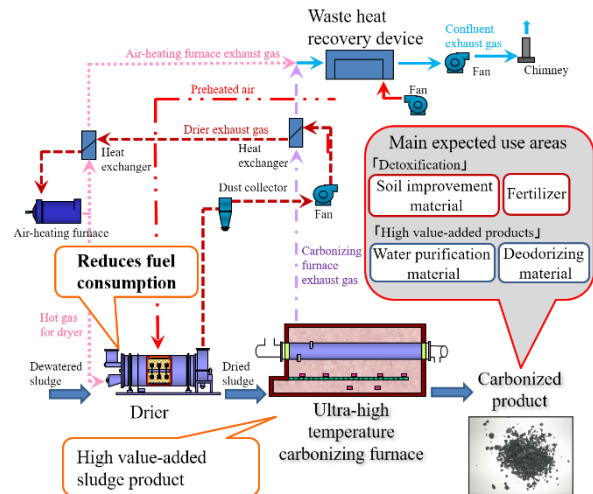 Waste heat
recovery device
Confluent
exhaust gas
Air-heating furnace exhaust gas
Fan
Chimney
Preheated air
Fan
Drier exhaust gas
Heat
exchanger
Heat
exchanger
Dust collector
Fan
Air-heating furnace
Main expected use areas
「Detoxification」
Soil improvement
material
Fertilizer
「High value-added products」
Water purification
material
Deodorizing
material
Reduces fuel
consumption
Carbonizing
furnace
exhaust gas
Hot gas
for dryer
Dewatered
sludge
Dried
sludge
Drier
Ultra-high
temperature
carbonizing furnace
Carbonized
product
High value-added
sludge product